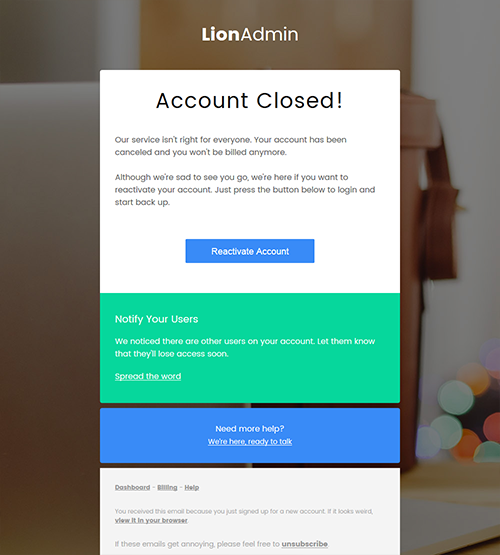 LionAdmin
Account Closed!
Our service isn't right for everyone. Your account has been
canceled and you won't be billed anymore.
Although we're sad to see you go, we're here if you want to
reactivate your account. Just press the button below to login and
start back up.
Reactivate Account
Notify Your Users
We noticed there are other users on your account. Let them know
that they'll lose access soon.
Spread the word
Need more help?
We're here, ready to talk
Dashboard - Billing - Help
You received this email because you just signed up for a new account. If it looks weird,
view it in your browser.
If these emails get annoying, please feel free to unsubscribe.